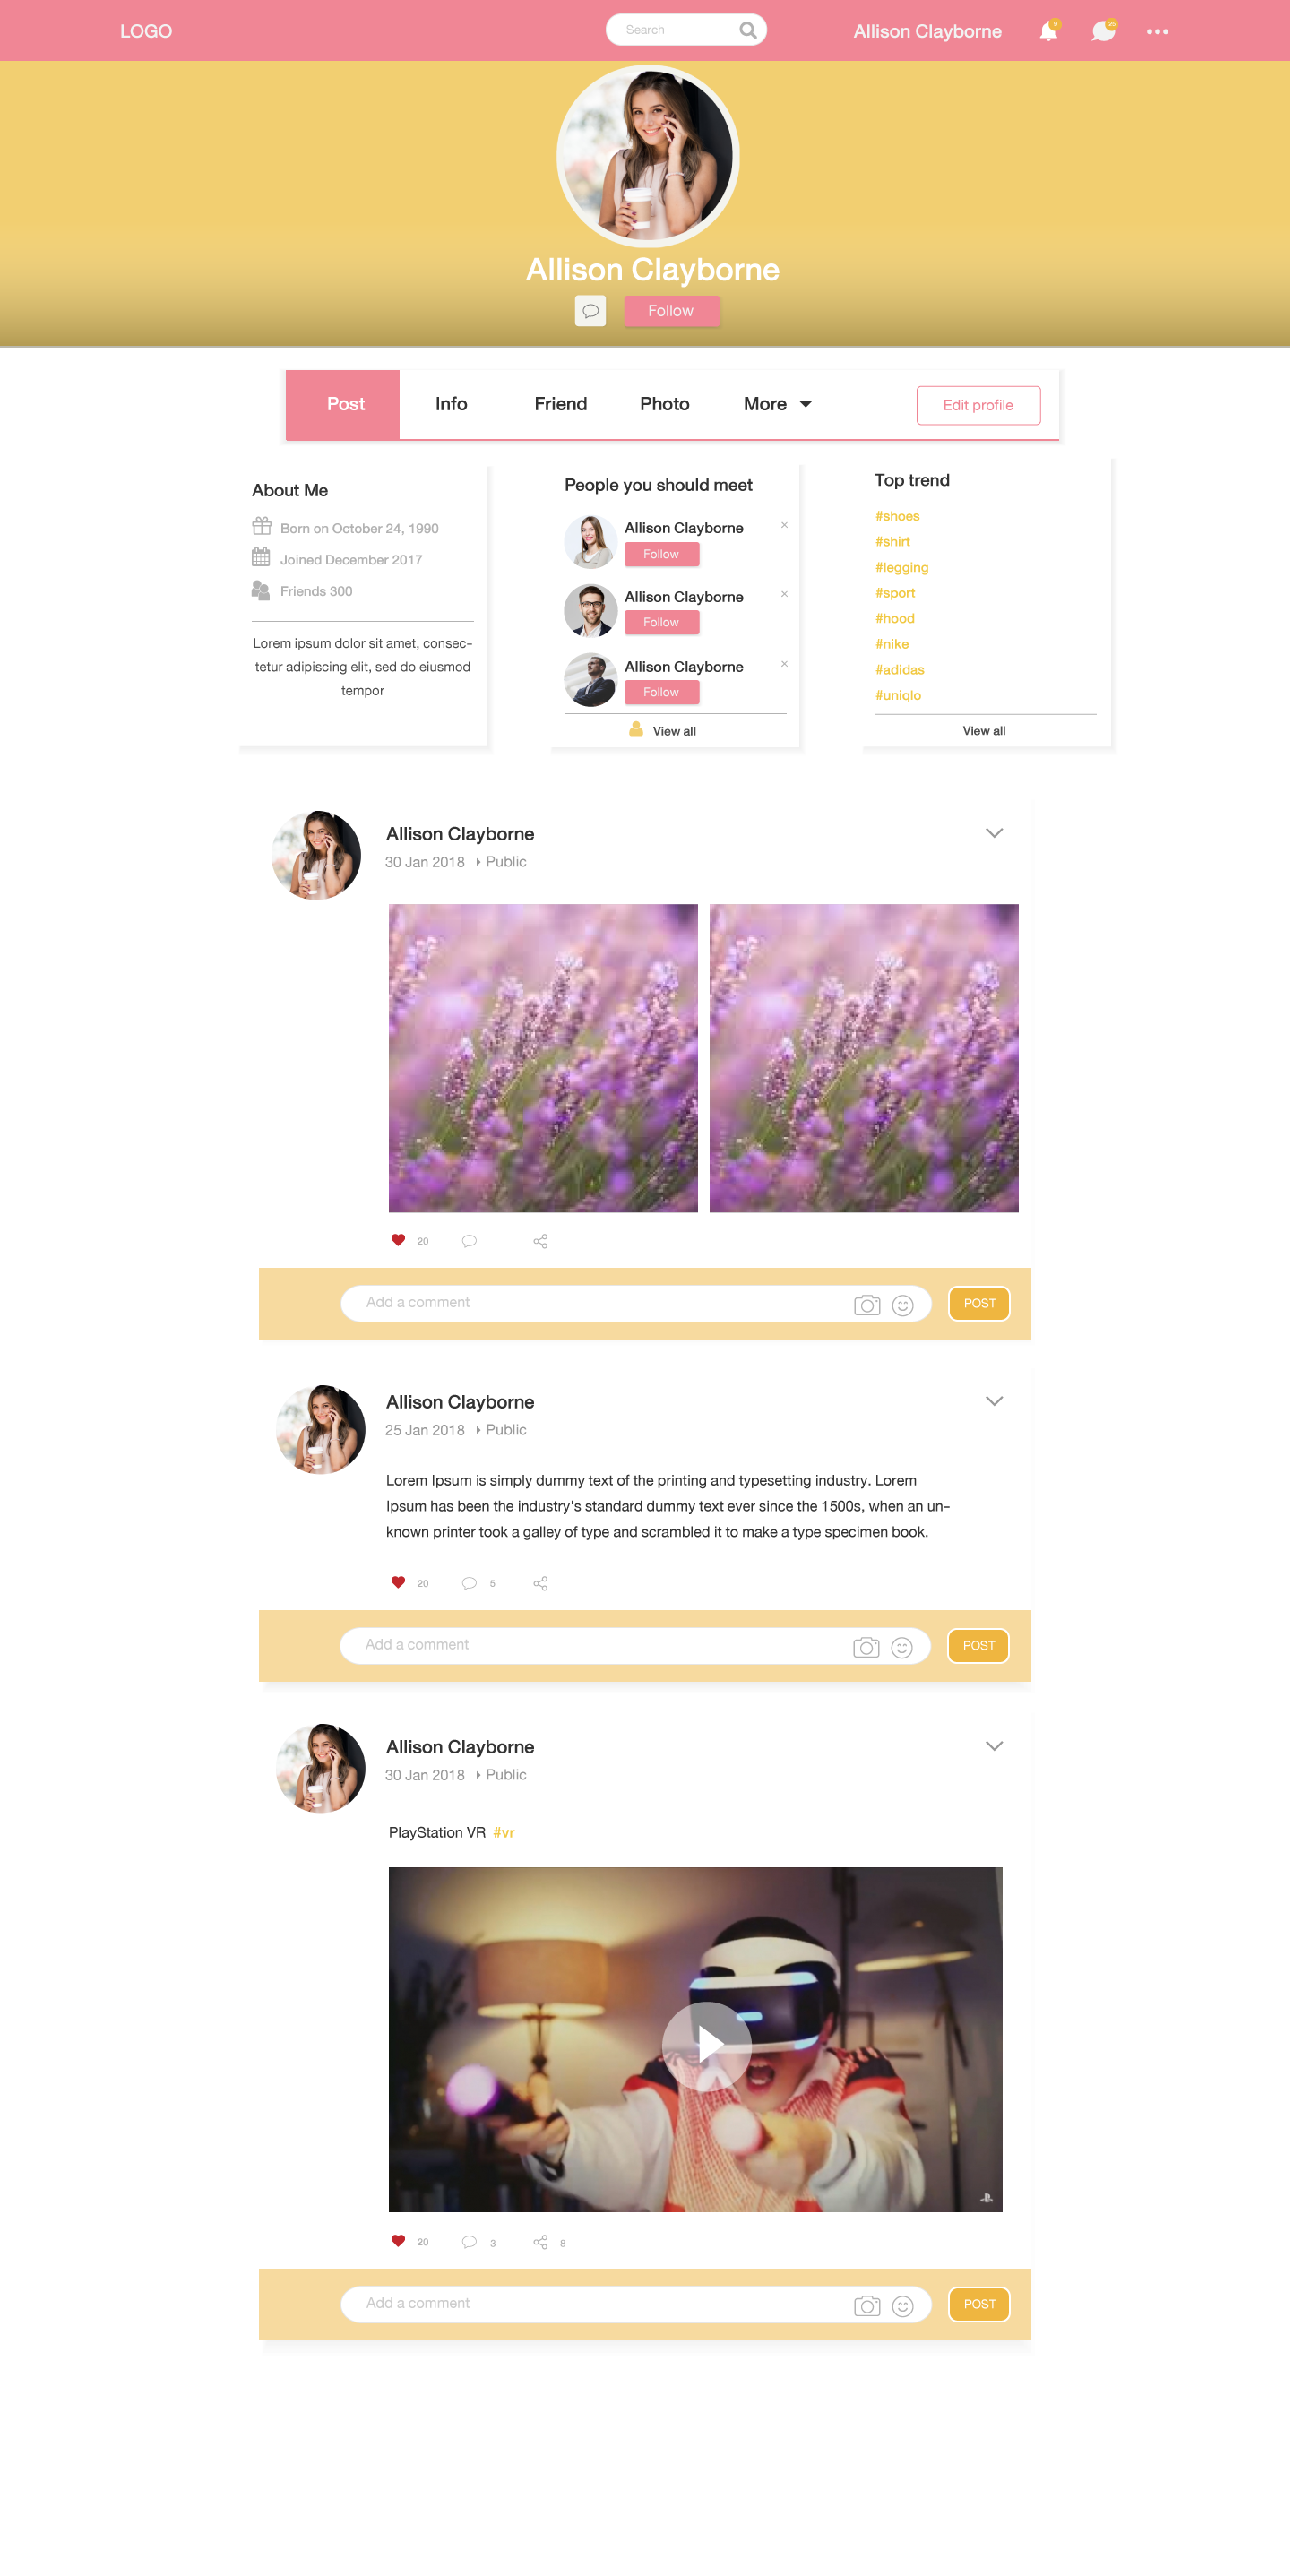 LOGO
Search
Allison Clayborne
9
25
Allison Clayborne
Follow
Post
Info
Friend
Photo
More
Edit profile
About Me
Born on October 24, 1990
Joined December 2017
Friends 300
Lorem ipsum dolor sit amet, consec-
tetur adipiscing elit, sed do eiusmod
tempor
People you should meet
Allison Clayborne
×
Follow
Allison Clayborne
×
Follow
Allison Clayborne
×
Follow
View all
Top trend
#shoes
#shirt
#legging
#sport
#hood
#nike
#adidas
#uniqlo
View all
Allison Clayborne
30 Jan 2018 Public
20
Add a comment
POST
Allison Clayborne
25 Jan 2018 Public
Lorem Ipsum is simply dummy text of the printing and typesetting industry. Lorem
Ipsum has been the industry's standard dummy text ever since the 1500s, when an un-
known printer took a galley of type and scrambled it to make a type specimen book.
20 5
Add a comment
POST
Allison Clayborne
30 Jan 2018 Public
PlayStation VR #vr
20 3 8
Add a comment
POST